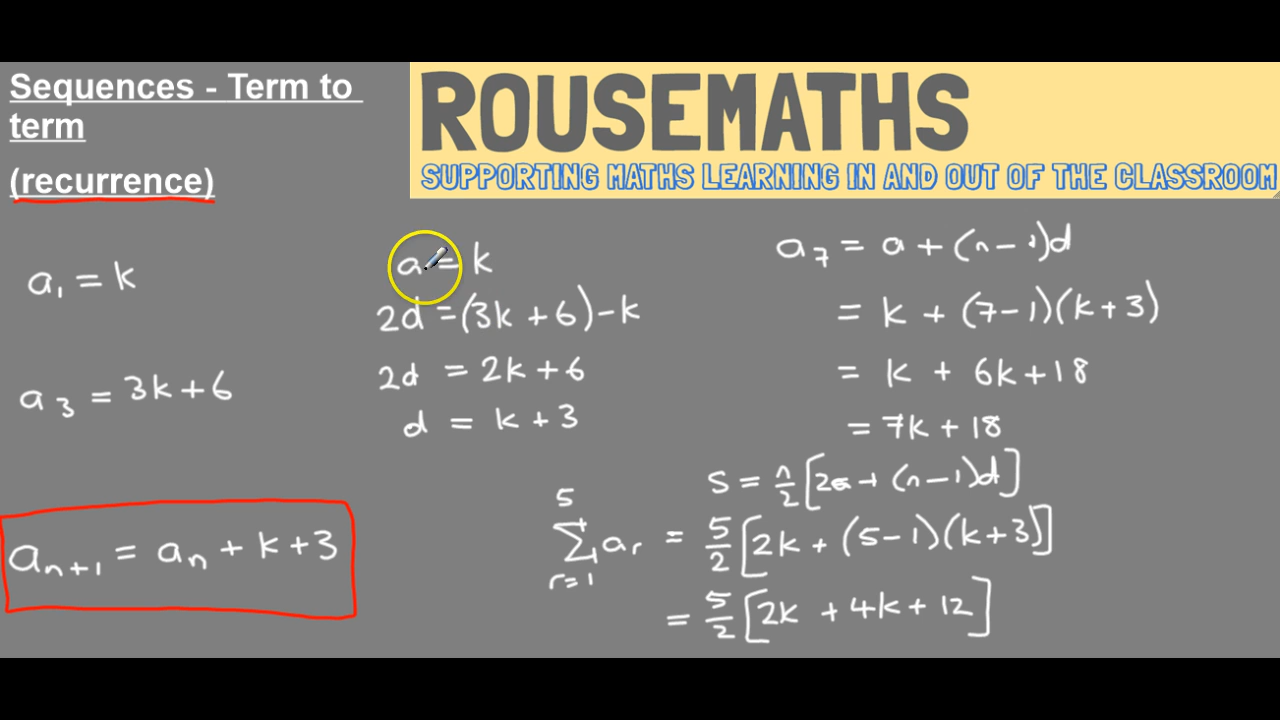 Sequences - Term to
term
(recurrence)
ROUSEMATHS
SUPPORTING MATHS LEARNING IN AND OUT OF THE CLASSROOM
a₁ = k
a₃ = 3k + 6
aₙ₊₁ = aₙ + k + 3
a = k
2d = (3k + 6) - k
2d = 2k + 6
d = k + 3
a₇ = a + (n - 1)d
= k + (7 - 1)(k + 3)
= k + 6k + 18
= 7k + 18
S = n/2 [2a + (n - 1)d]
5
∑ aᵣ = 5/2 [2k + (5 - 1)(k + 3)]
r = 1
= 5/2 [2k + 4k + 12]